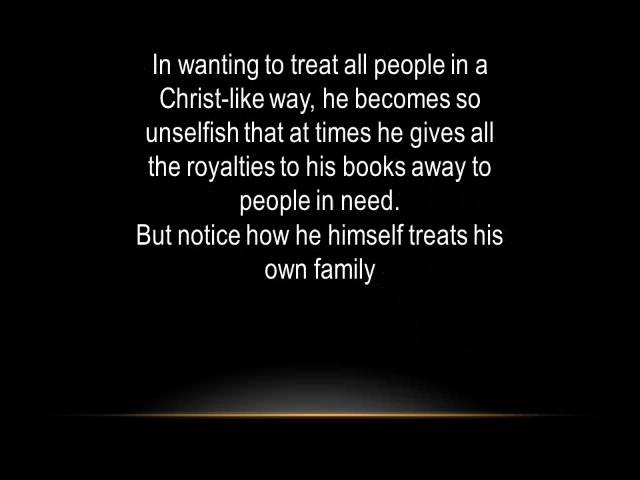 In wanting to treat all people in a
Christ-like way, he becomes so
unselfish that at times he gives all
the royalties to his books away to
people in need.
But notice how he himself treats his
own family